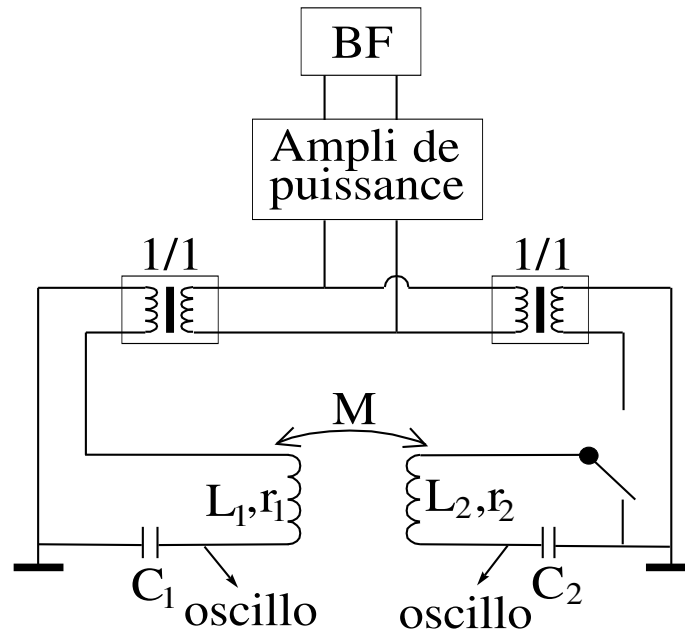 BF
Ampli de
puissance
1/1
1/1
M
L1,r1
L2,r2
C1
C2
oscillo
oscillo